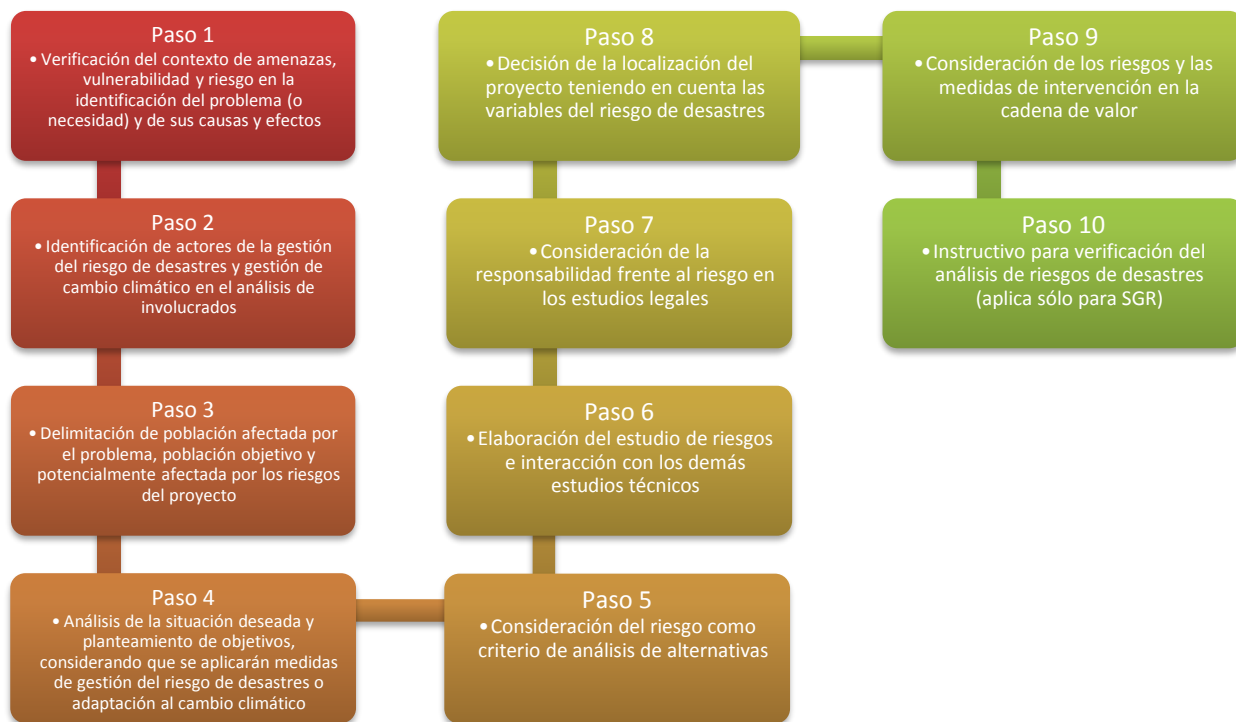 Paso 1
• Verificación del contexto de amenazas,
vulnerabilidad y riesgo en la
identificación del problema (o
necesidad) y de sus causas y efectos
Paso 2
• Identificación de actores de la gestión
del riesgo de desastres y gestión de
cambio climático en el análisis de
involucrados
Paso 3
• Delimitación de población afectada por
el problema, población objetivo y
potencialmente afectada por los riesgos
del proyecto
Paso 4
• Análisis de la situación deseada y
planteamiento de objetivos,
considerando que se aplicarán medidas
de gestión del riesgo de desastres o
adaptación al cambio climático
Paso 5
• Consideración del riesgo como
criterio de análisis de alternativas
Paso 6
• Elaboración del estudio de riesgos
e interacción con los demás
estudios técnicos
Paso 7
• Consideración de la
responsabilidad frente al riesgo en
los estudios legales
Paso 8
• Decisión de la localización del
proyecto teniendo en cuenta las
variables del riesgo de desastres
Paso 9
• Consideración de los riesgos y las
medidas de intervención en la
cadena de valor
Paso 10
• Instructivo para verificación del
análisis de riesgos de desastres
(aplica sólo para SGR)